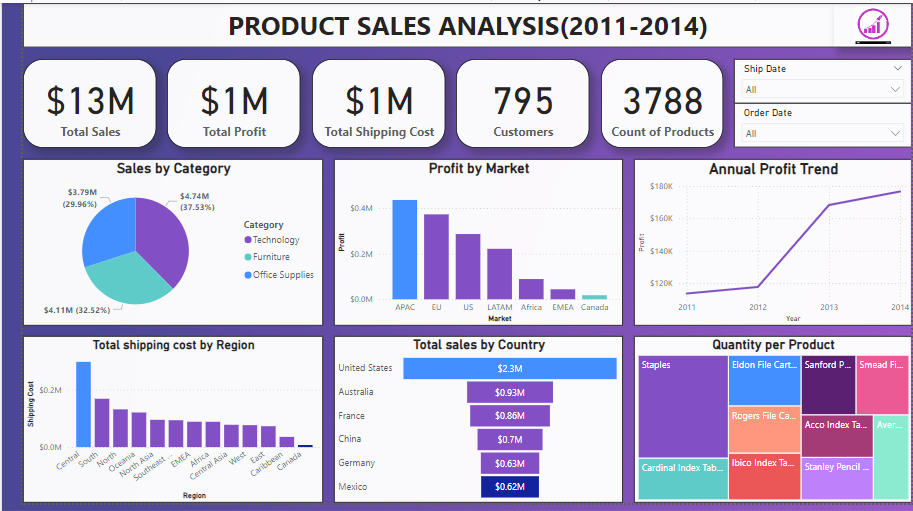 PRODUCT SALES ANALYSIS(2011-2014)
$13M
Total Sales
$1M
Total Profit
$1M
Total Shipping Cost
795
Customers
3788
Count of Products
Ship Date
All
Order Date
All
Sales by Category
$3.79M
(29.96%)
$4.74M
(37.53%)
$4.11M (32.52%)
Category
Technology
Furniture
Office Supplies
Profit by Market
Profit
$0.4M
$0.2M
$0.0M
APAC EU US LATAM Africa EMEA Canada
Market
Annual Profit Trend
Profit
$180K
$160K
$140K
$120K
2011 2012 2013 2014
Year
Total shipping cost by Region
Shipping Cost
$0.2M
$0.0M
Central
South
North
Oceania
North Asia
Southeast ...
EMEA
Africa
Central Asia
West
East
Caribbean
Canada
Region
Total sales by Country
United States $2.3M
Australia $0.93M
France $0.86M
China $0.7M
Germany $0.63M
Mexico $0.62M
Quantity per Product
Staples
Cardinal Index Tab...
Eldon File Cart...
Rogers File Ca...
Ibico Index Ta...
Sanford P...
Smead Fi...
Acco Index Ta...
Stanley Pencil ...
Aver...